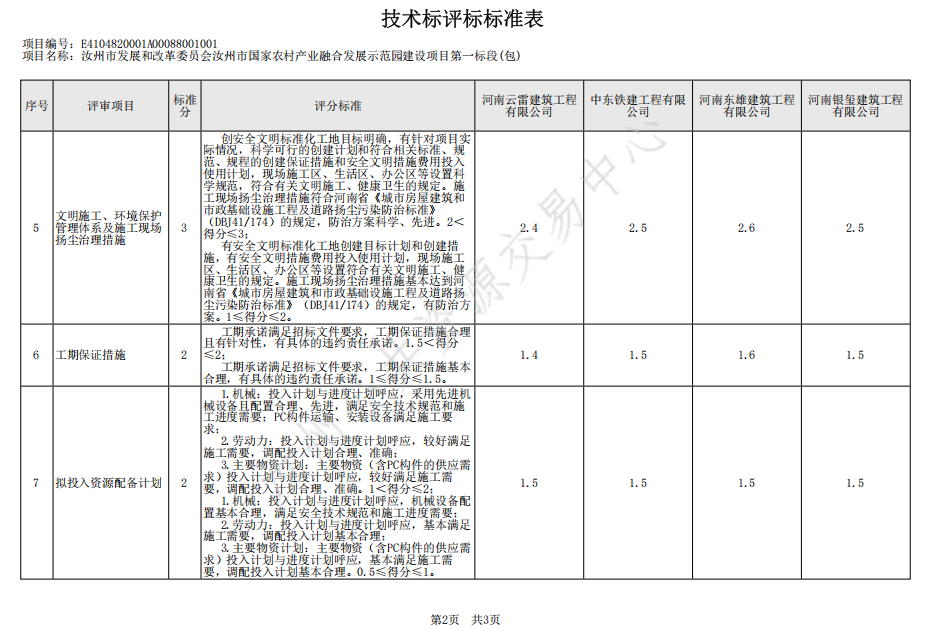 技术标评标标准表
项目编号：E4104820001A00088001001
项目名称：汝州市发展和改革委员会汝州市国家农村产业融合发展示范园建设项目第一标段(包)
序号 评审项目 标准分 评分标准 河南云雷建筑工程有限公司 中东铁建工程有限公司 河南东雄建筑工程有限公司 河南银玺建筑工程有限公司
创安全文明标准化工地目标明确，有针对项目实
际情况，科学可行的创建计划和符合相关标准、规
范、规程的创建保证措施和安全文明措施费用投入
使用计划，现场施工区、生活区、办公区等设置科
学规范，符合有关文明施工、健康卫生的规定。施
工现场扬尘治理措施符合河南省《城市房屋建筑和
市政基础设施工程及道路扬尘污染防治标准》
（DBJ41/174）的规定，防治方案科学、先进。2＜
得分≤3；
有安全文明标准化工地创建目标计划和创建措
施，有安全文明措施费用投入使用计划，现场施工
区、生活区、办公区等设置符合有关文明施工、健
康卫生的规定。施工现场扬尘治理措施基本达到河
南省《城市房屋建筑和市政基础设施工程及道路扬
尘污染防治标准》（DBJ41/174）的规定，有防治方
案。1≤得分≤2。
5 文明施工、环境保护
管理体系及施工现场
扬尘治理措施
3 2.4 2.5 2.6 2.5
工期承诺满足招标文件要求，工期保证措施合理
且有针对性，有具体的违约责任承诺。1.5＜得分
≤2；
工期承诺满足招标文件要求，工期保证措施基本
合理，有具体的违约责任承诺。1≤得分≤1.5。
6 工期保证措施 2 1.4 1.5 1.6 1.5
1.机械：投入计划与进度计划呼应，采用先进机
械设备且配置合理、先进，满足安全技术规范和施
工进度需要；PC构件运输、安装设备满足施工要
求；
2.劳动力：投入计划与进度计划呼应，较好满足
施工需要，调配投入计划合理、准确；
3.主要物资计划：主要物资（含PC构件的供应需
求）投入计划与进度计划呼应，较好满足施工需
要，调配投入计划合理、准确。1＜得分≤2；
1.机械：投入计划与进度计划呼应，机械设备配
置基本合理，满足安全技术规范和施工进度需要；
2.劳动力：投入计划与进度计划呼应，基本满足
施工需要，调配投入计划基本合理；
3.主要物资计划：主要物资（含PC构件的供应需
求）投入计划与进度计划呼应，基本满足施工需
要，调配投入计划基本合理。0.5≤得分≤1。
7 拟投入资源配备计划 2 1.5 1.5 1.5 1.5
第2页 共3页